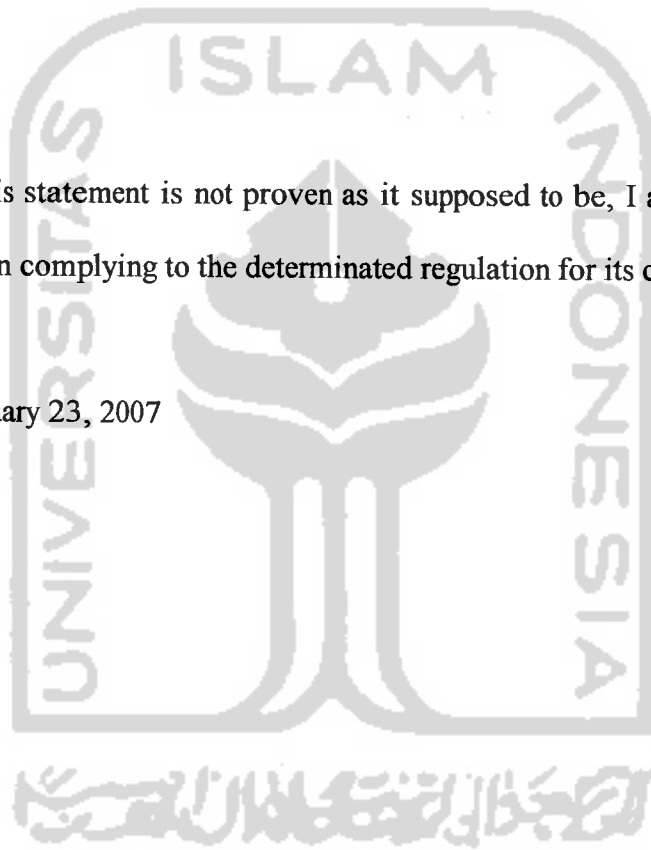 ISLAM
UNIVERSITAS
INDONESIA
is statement is not proven as it supposed to be, I a
n complying to the determinated regulation for its c
ary 23, 2007